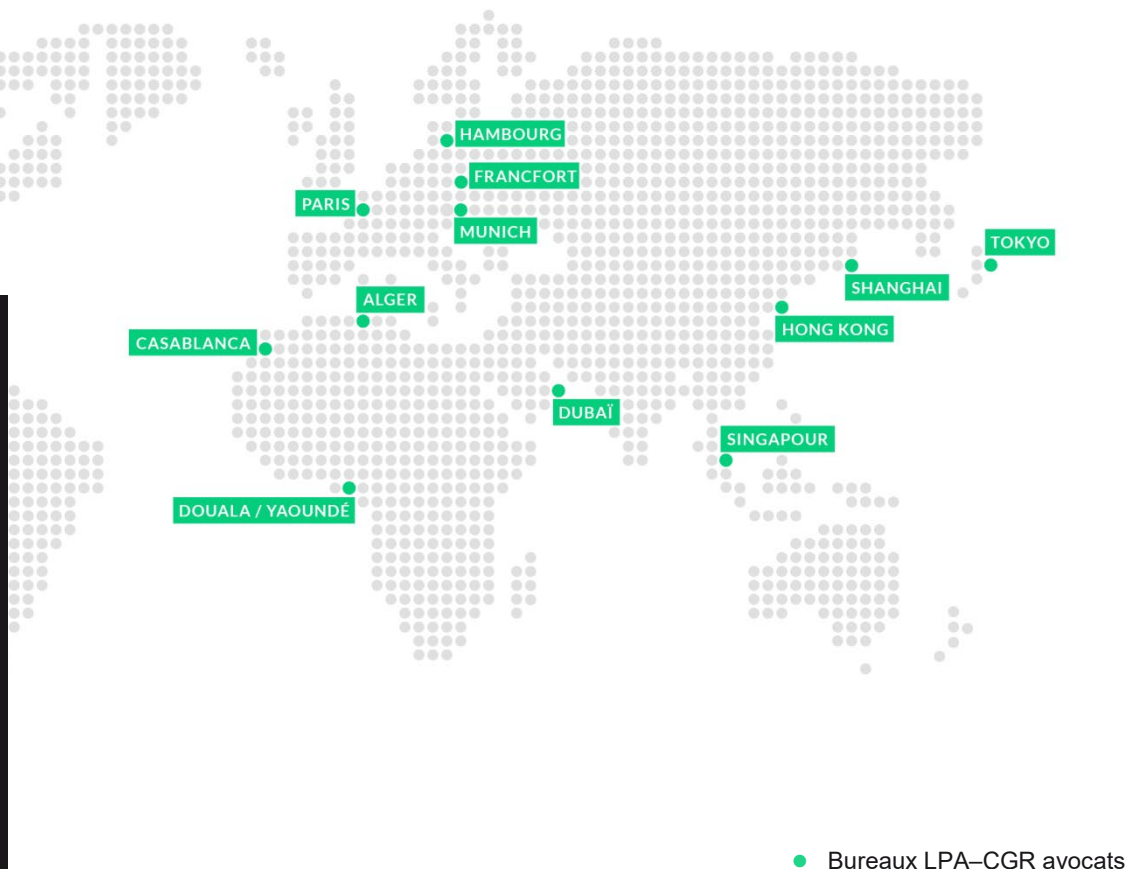 HAMBOURG
FRANCFORT
PARIS
MUNICH
TOKYO
SHANGHAI
ALGER
HONG KONG
CASABLANCA
DUBAÏ
SINGAPOUR
DOUALA / YAOUNDÉ
Bureaux LPA–CGR avocats